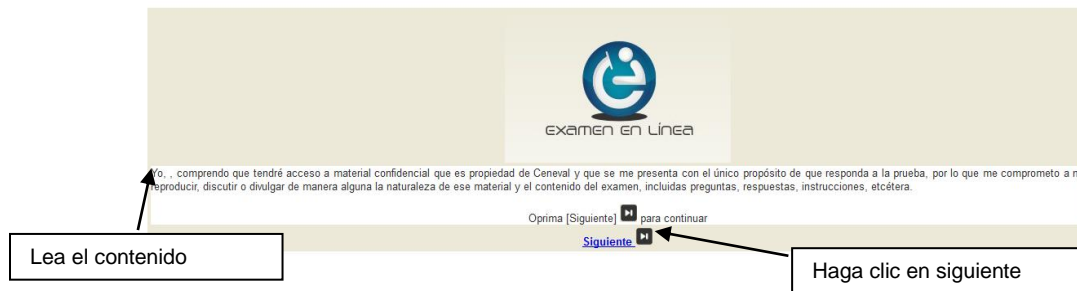 examen en Línea
Yo, , comprendo que tendré acceso a material confidencial que es propiedad de Ceneval y que se me presenta con el único propósito de que responda a la prueba, por lo que me comprometo a
reproducir, discutir o divulgar de manera alguna la naturaleza de ese material y el contenido del examen, incluidas preguntas, respuestas, instrucciones, etcétera.
Oprima [Siguiente] para continuar
Siguiente
Lea el contenido
Haga clic en siguiente